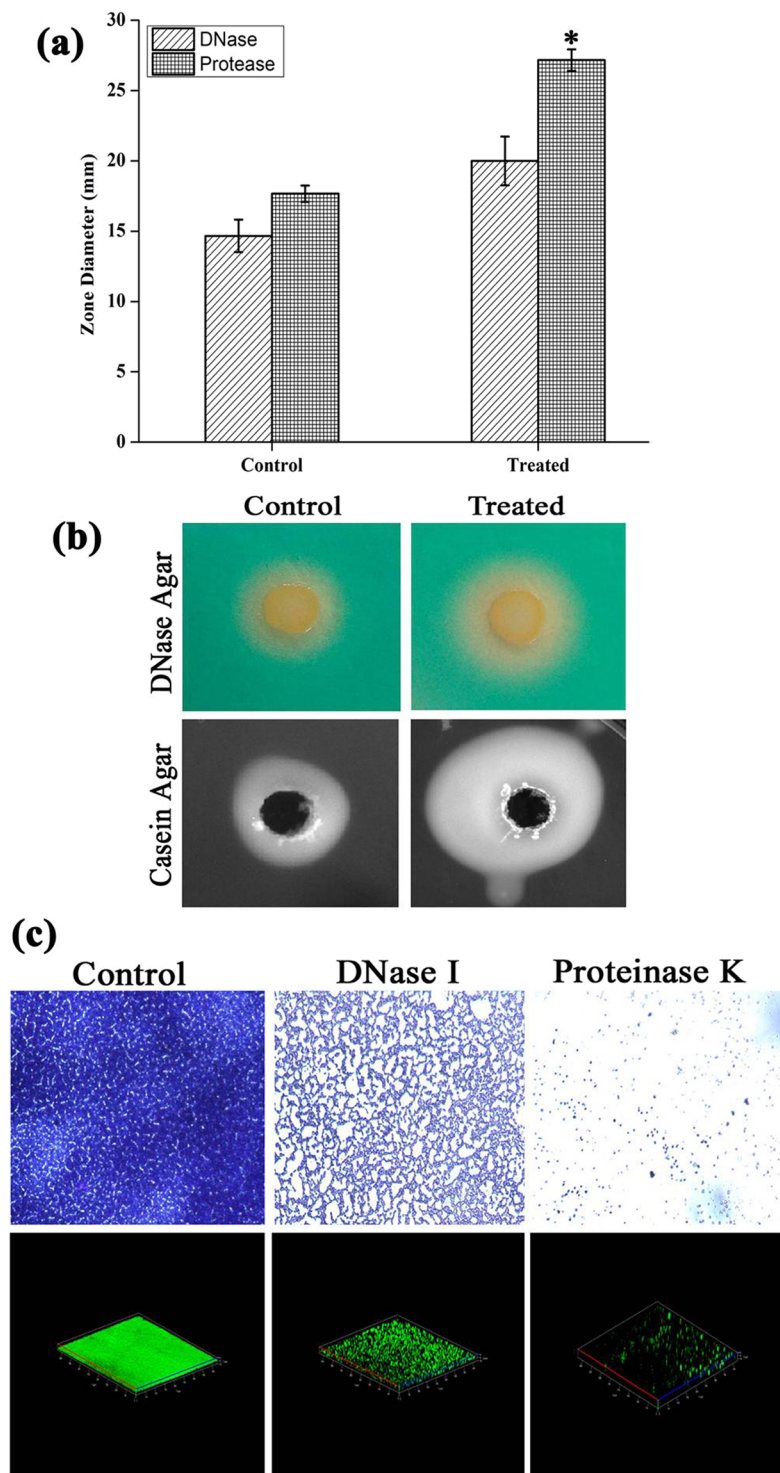 (a)
DNase
Protease
*
30
25
20
15
10
5
0
Zone Diameter (mm)
Control Treated
(b)
Control Treated
DNase Agar
Casein Agar
(c)
Control DNase I Proteinase K